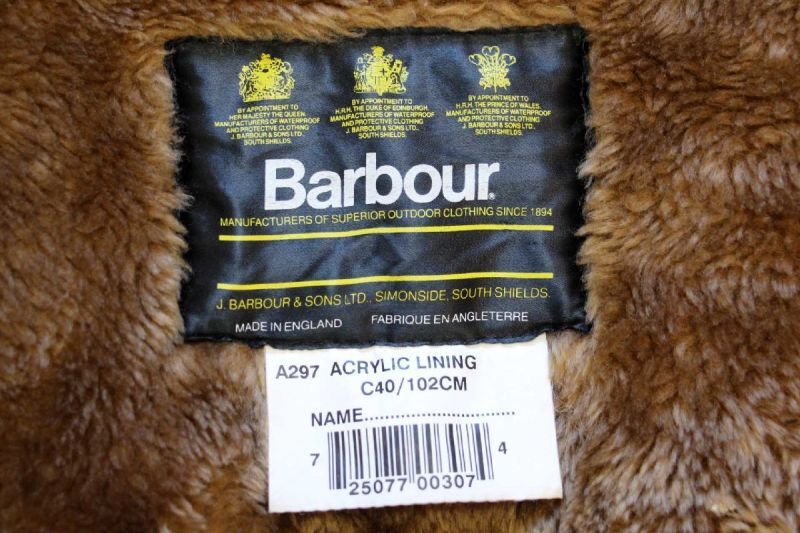 BY APPOINTMENT TO
HER MAJESTY THE QUEEN.
MANUFACTURERS OF WATERPROOF
AND PROTECTIVE CLOTHING
J. BARBOUR & SONS LTD.
SOUTH SHIELDS.
BY APPOINTMENT TO
H.R.H. THE DUKE OF EDINBURGH.
MANUFACTURERS OF WATERPROOF
AND PROTECTIVE CLOTHING
J. BARBOUR & SONS LTD.,
SOUTH SHIELDS.
BY APPOINTMENT TO
H.R.H. THE PRINCE OF WALES.
MANUFACTURERS OF WATERPROOF
AND PROTECTIVE CLOTHING
J. BARBOUR & SONS LTD.
SOUTH SHIELDS.
Barbour
MANUFACTURERS OF SUPERIOR OUTDOOR CLOTHING SINCE 1894
J. BARBOUR & SONS LTD., SIMONSIDE, SOUTH SHIELDS.
MADE IN ENGLAND FABRIQUE EN ANGLETERRE
A297 ACRYLIC LINING
C40/102CM
NAME..............................
7 25077 00307 4